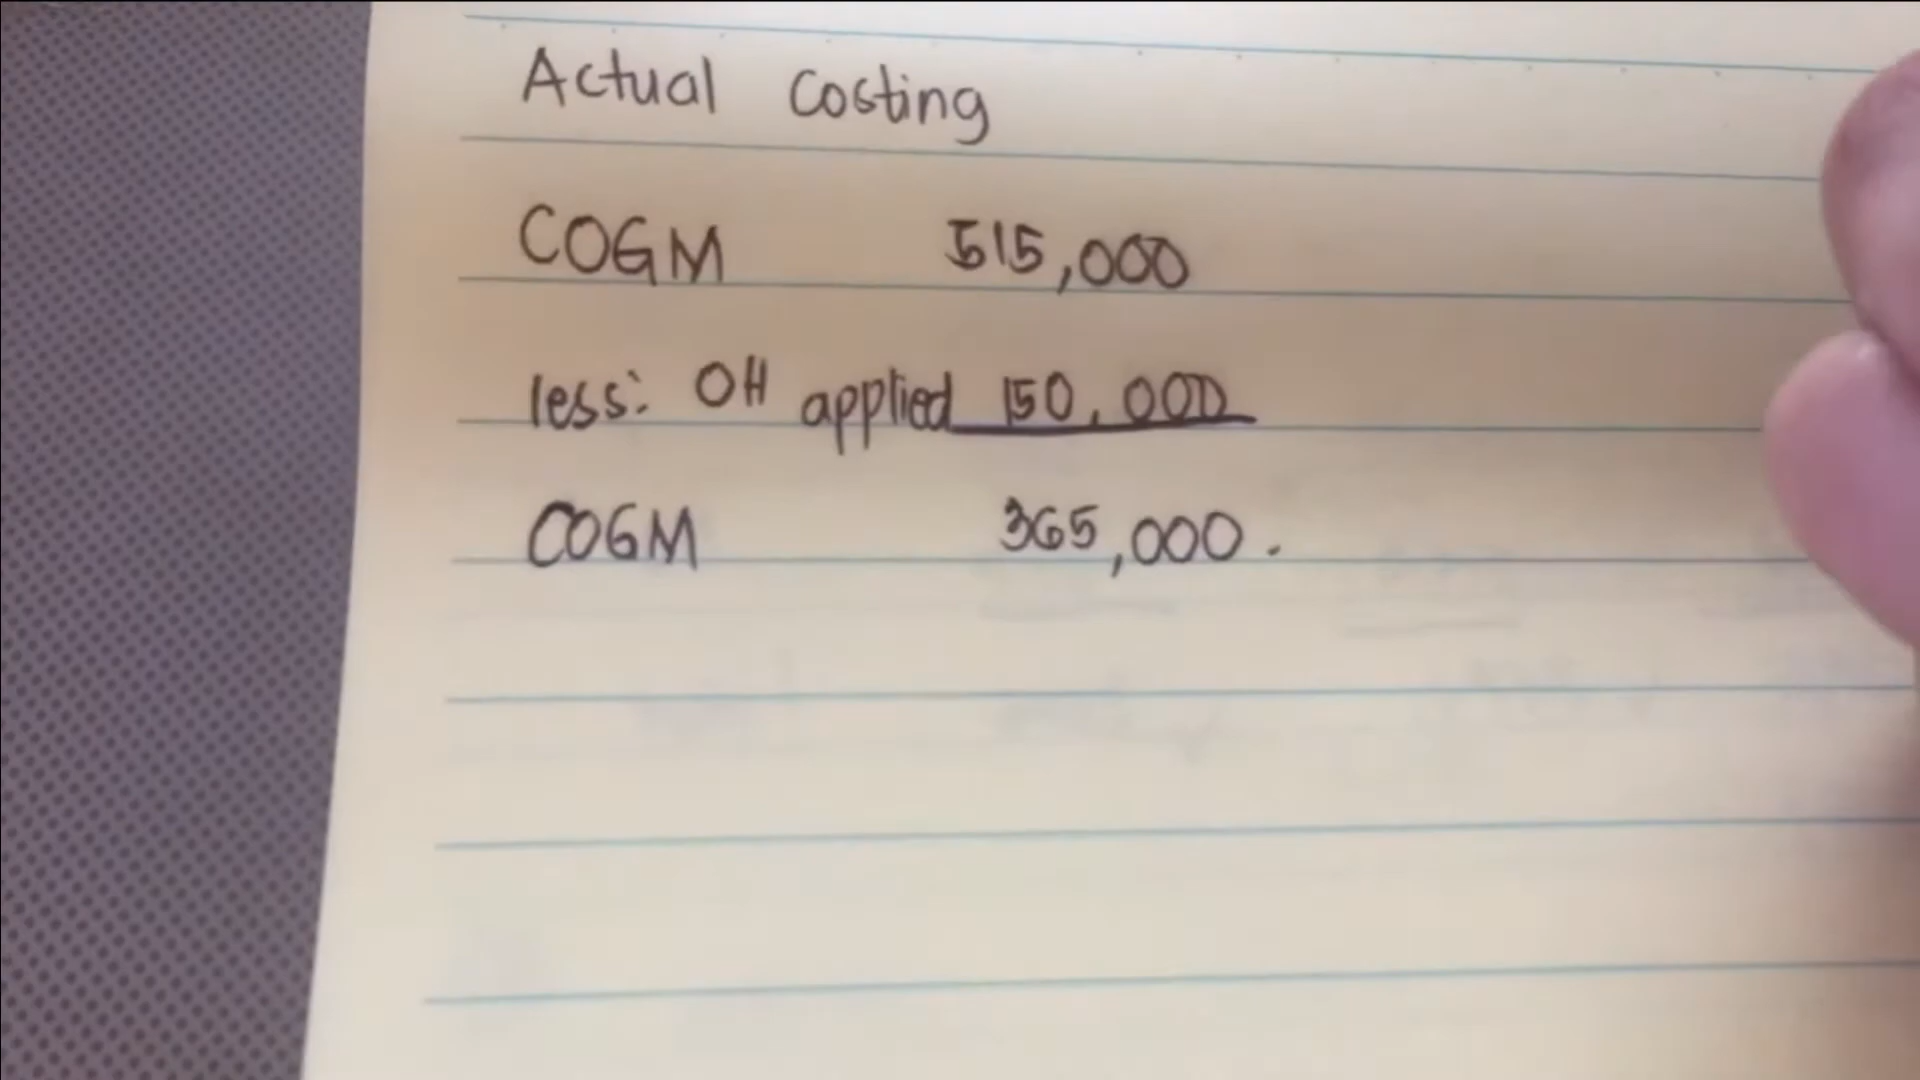 Actual Costing
COGM 515,000
less: OH applied 150,000
COGM 365,000.